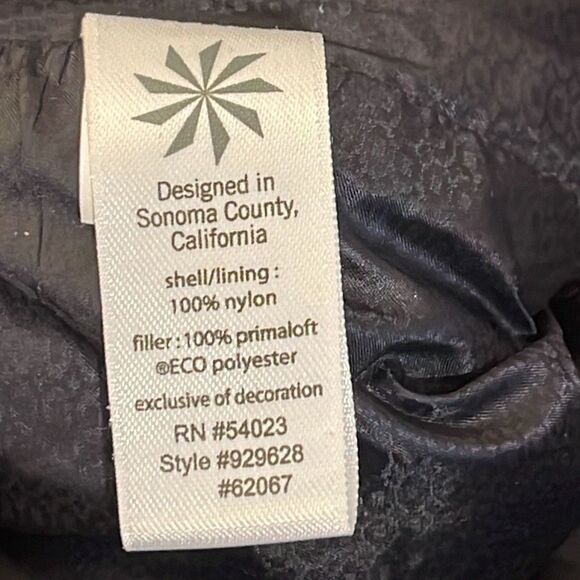 Designed in
Sonoma County,
California
shell/lining :
100% nylon
filler : 100% primaloft
®ECO polyester
exclusive of decoration
RN #54023
Style #929628
#62067